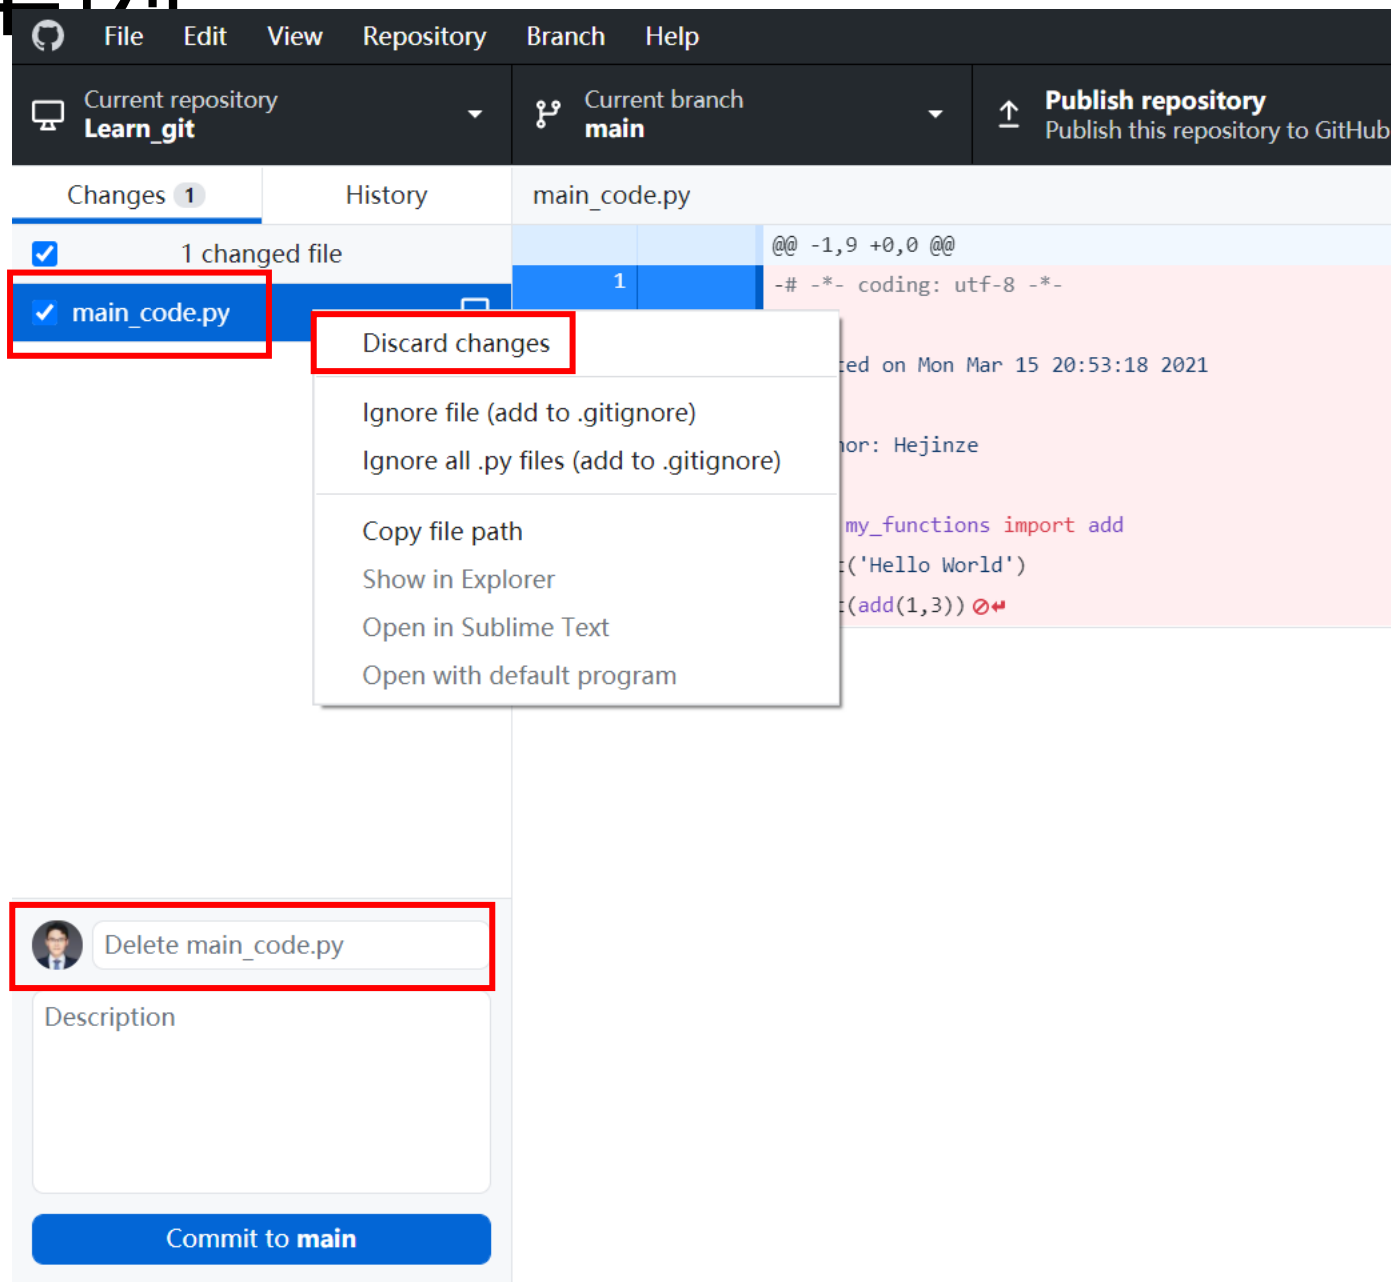 File Edit View Repository Branch Help
Current repository
Learn_git
Current branch
main
Publish repository
Publish this repository to GitHub
Changes 1
History
main_code.py
1 changed file
@@ -1,9 +0,0 @@
main_code.py
1
-# -*- coding: utf-8 -*-
Discard changes
Ignore file (add to .gitignore)
Ignore all .py files (add to .gitignore)
Copy file path
Show in Explorer
Open in Sublime Text
Open with default program
on Mon Mar 15 20:53:18 2021
Hejinze
my_functions import add
('Hello World')
(add(1,3))
Delete main_code.py
Description
Commit to main